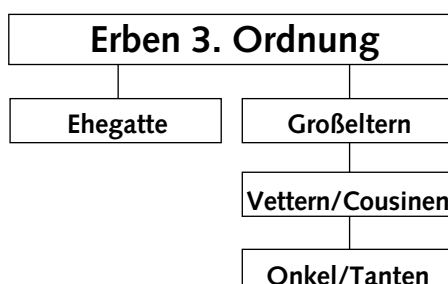 Erben 3. Ordnung
Ehegatte
Großeltern
Vettern/Cousinen
Onkel/Tanten